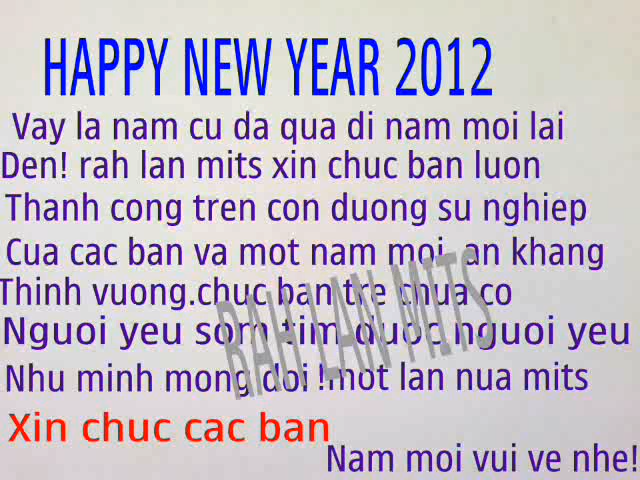 HAPPY NEW YEAR 2012
Vay la nam cu da qua di nam moi lai
Den! rah lan mits xin chuc ban luon
Thanh cong tren con duong su nghiep
Cua cac ban va mot nam moi an khang
Thinh vuong.chuc ban tre chua co
Nguoi yeu som tim duoc nguoi yeu
Nhu minh mong doi !mot lan nua mits
Xin chuc cac ban
Nam moi vui ve nhe!
RAH LAN MITS